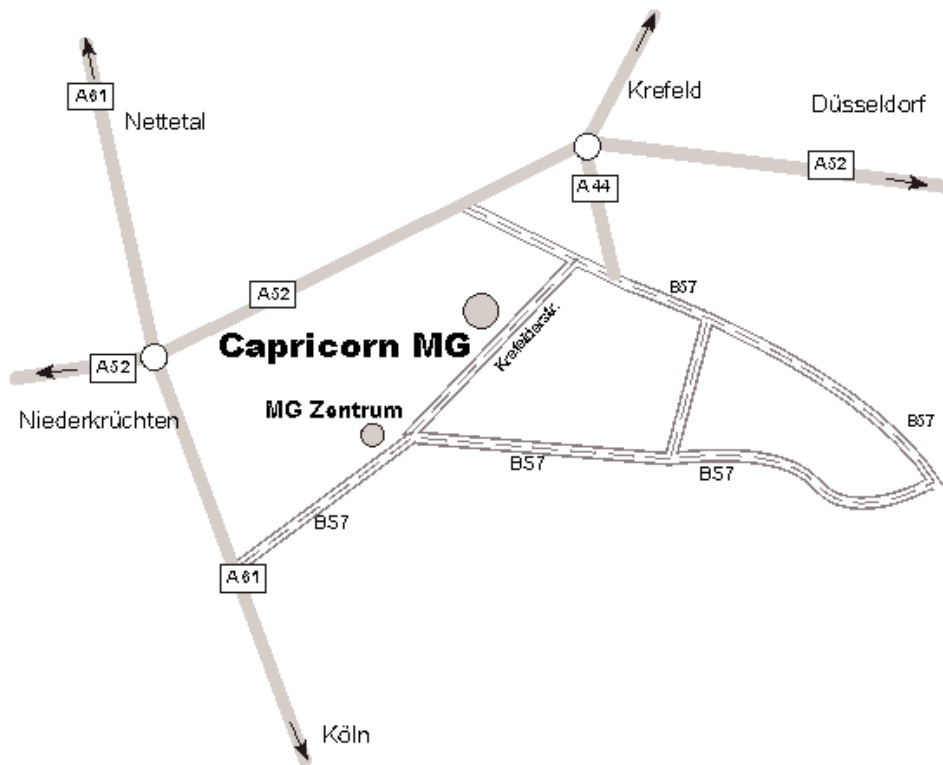 Krefeld
Düsseldorf
A61
Nettetal
A52
A44
A52
B57
Krefelderstr.
Capricorn MG
A52
Niederkrüchten
MG Zentrum
B57
B57
B57
B57
A61
Köln